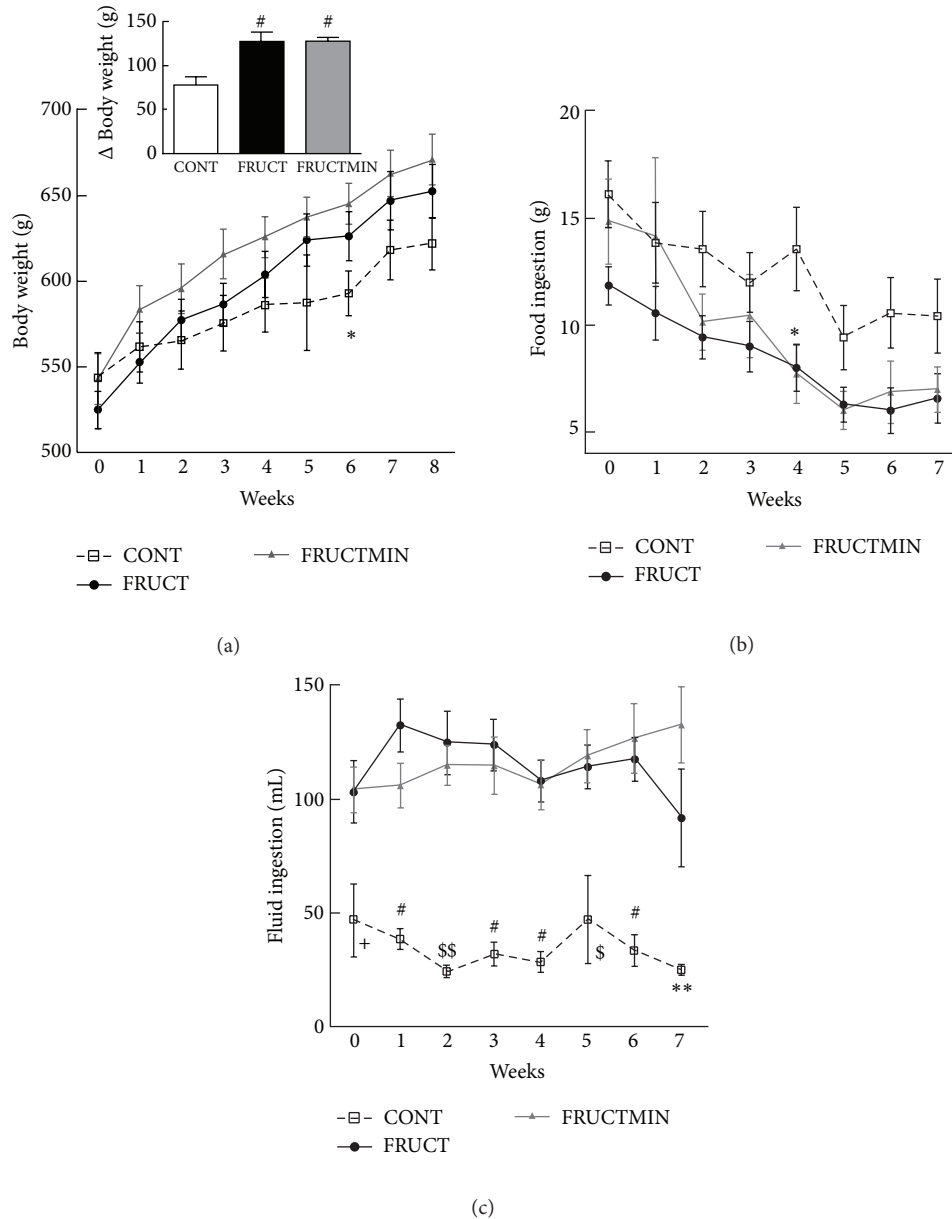 Δ Body weight (g)
150
100
50
0
# #
CONT FRUCT FRUCTMIN
Body weight (g)
700
650
600
550
500
*
0 1 2 3 4 5 6 7 8
Weeks
CONT FRUCTMIN
FRUCT
(a)
Food ingestion (g)
20
15
10
5
*
0 1 2 3 4 5 6 7
Weeks
CONT FRUCTMIN
FRUCT
(b)
Fluid ingestion (mL)
150
100
50
0
+ # $$ # # $ # **
0 1 2 3 4 5 6 7
Weeks
CONT FRUCTMIN
FRUCT
(c)